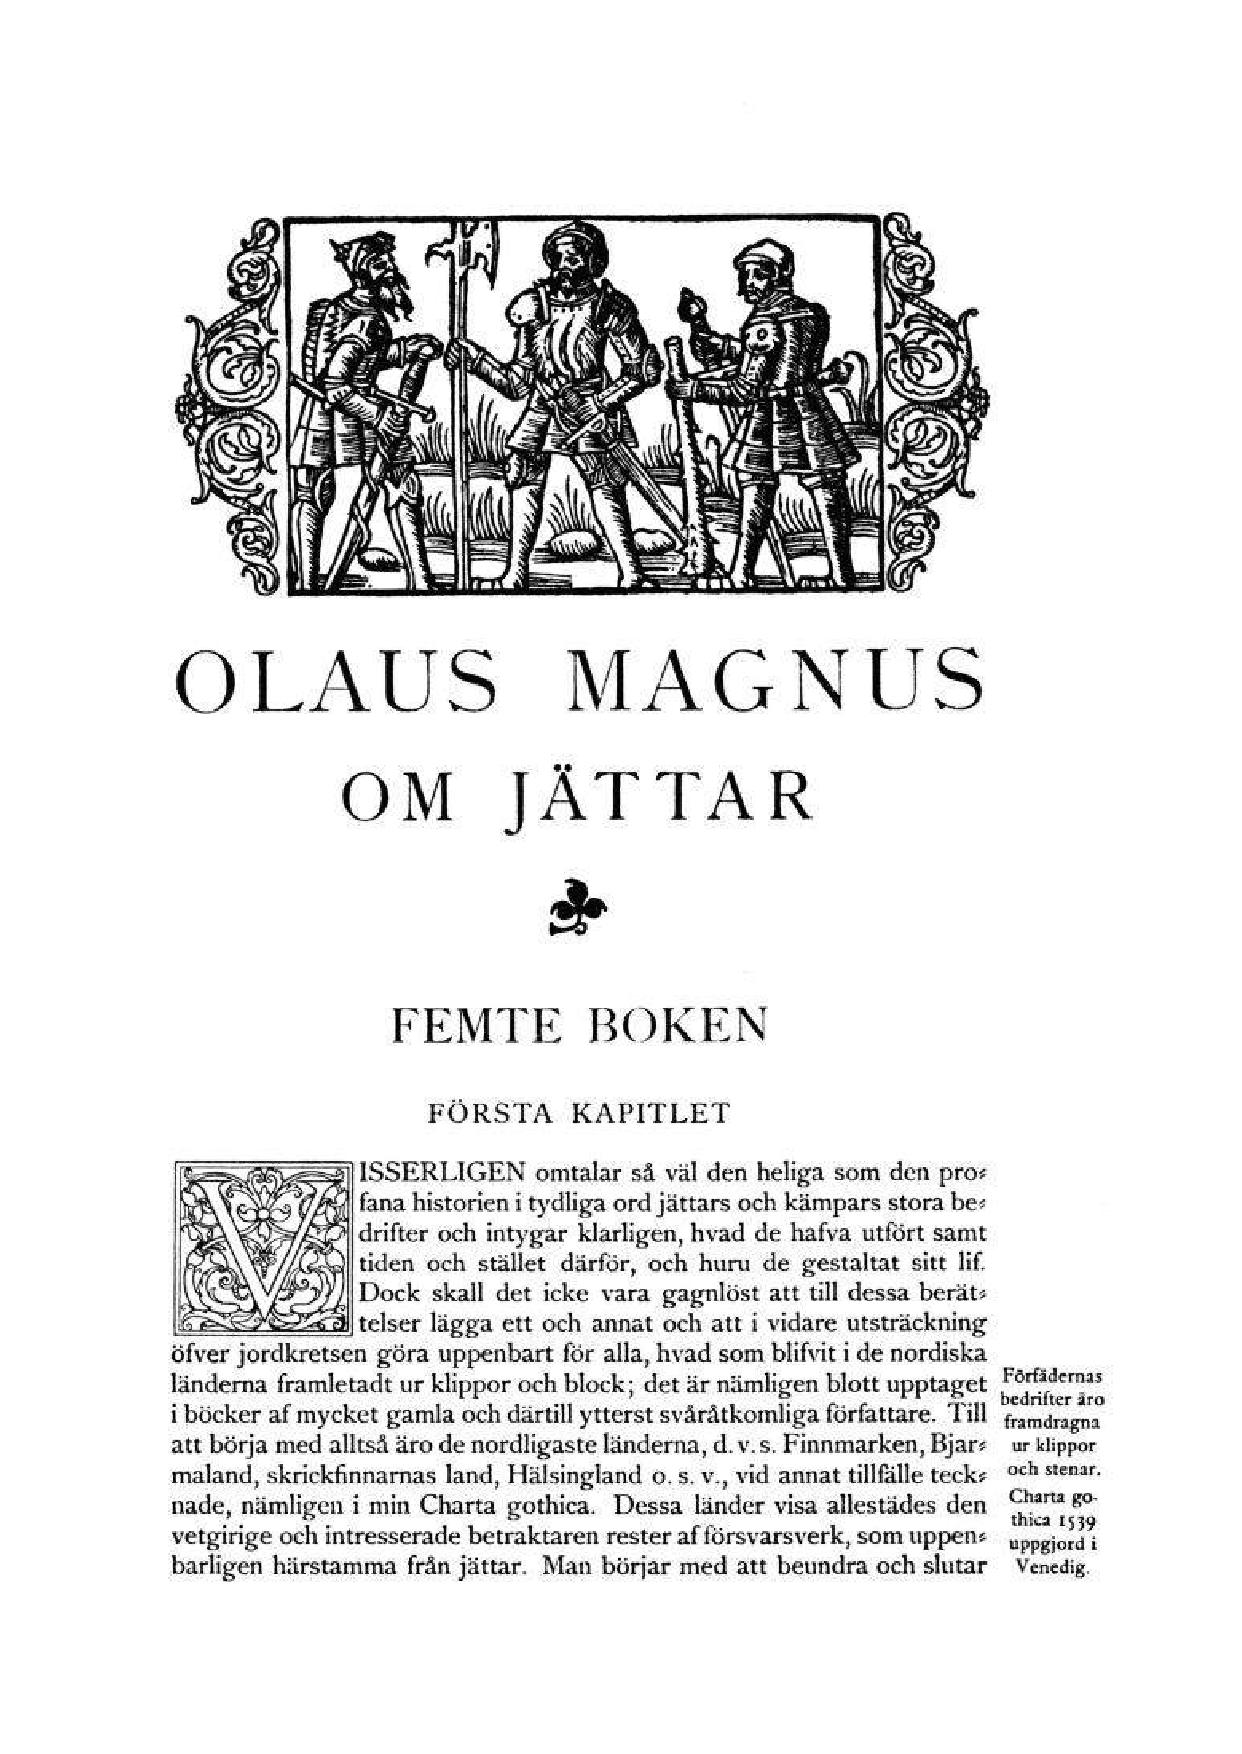 OLAUS MAGNUS
OM JÄTTAR
FEMTE BOKEN
FÖRSTA KAPITLET
VISSERLIGEN omtalar så väl den heliga som den pro⸗
fana historien i tydliga ord jättars och kämpars stora be⸗
drifter och intygar klarligen, hvad de hafva utfört samt
tiden och stället därför, och huru de gestaltat sitt lif.
Dock skall det icke vara gagnlöst att till dessa berät⸗
telser lägga ett och annat och att i vidare utsträckning
öfver jordkretsen göra uppenbart för alla, hvad som blifvit i de nordiska
länderna framletadt ur klippor och block; det är nämligen blott upptaget
i böcker af mycket gamla och därtill ytterst svåråtkomliga författare. Till
att börja med alltså äro de nordligaste länderna, d. v. s. Finnmarken, Bjar⸗
maland, skrickfinnarnas land, Hälsingland o. s. v., vid annat tillfälle teck⸗
nade, nämligen i min Charta gothica. Dessa länder visa allestädes den
vetgirige och intresserade betraktaren rester af försvarsverk, som uppen⸗
barligen härstamma från jättar. Man börjar med att beundra och slutar
Förfädernas
bedrifter äro
framdragna
ur klippor
och stenar.
Charta go-
thica 1539
uppgjord i
Venedig.